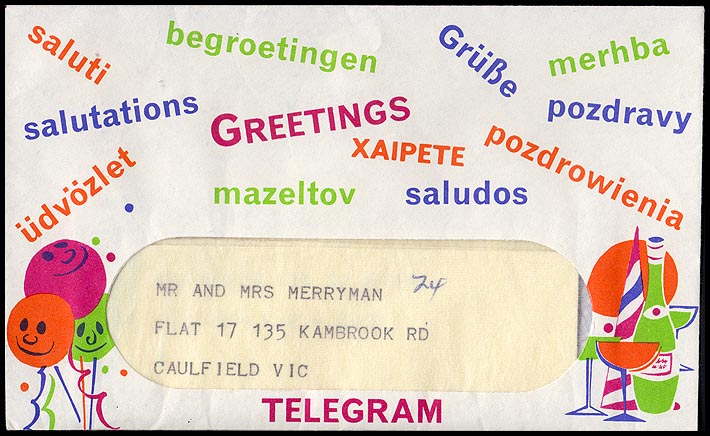 saluti
begroetingen
Grüße
merhba
salutations
GREETINGS
pozdravy
üdvözlet
XAIPETE
pozdrowienia
mazeltov
saludos
MR AND MRS MERRYMAN 24
FLAT 17 135 KAMBROOK RD
CAULFIELD VIC
TELEGRAM